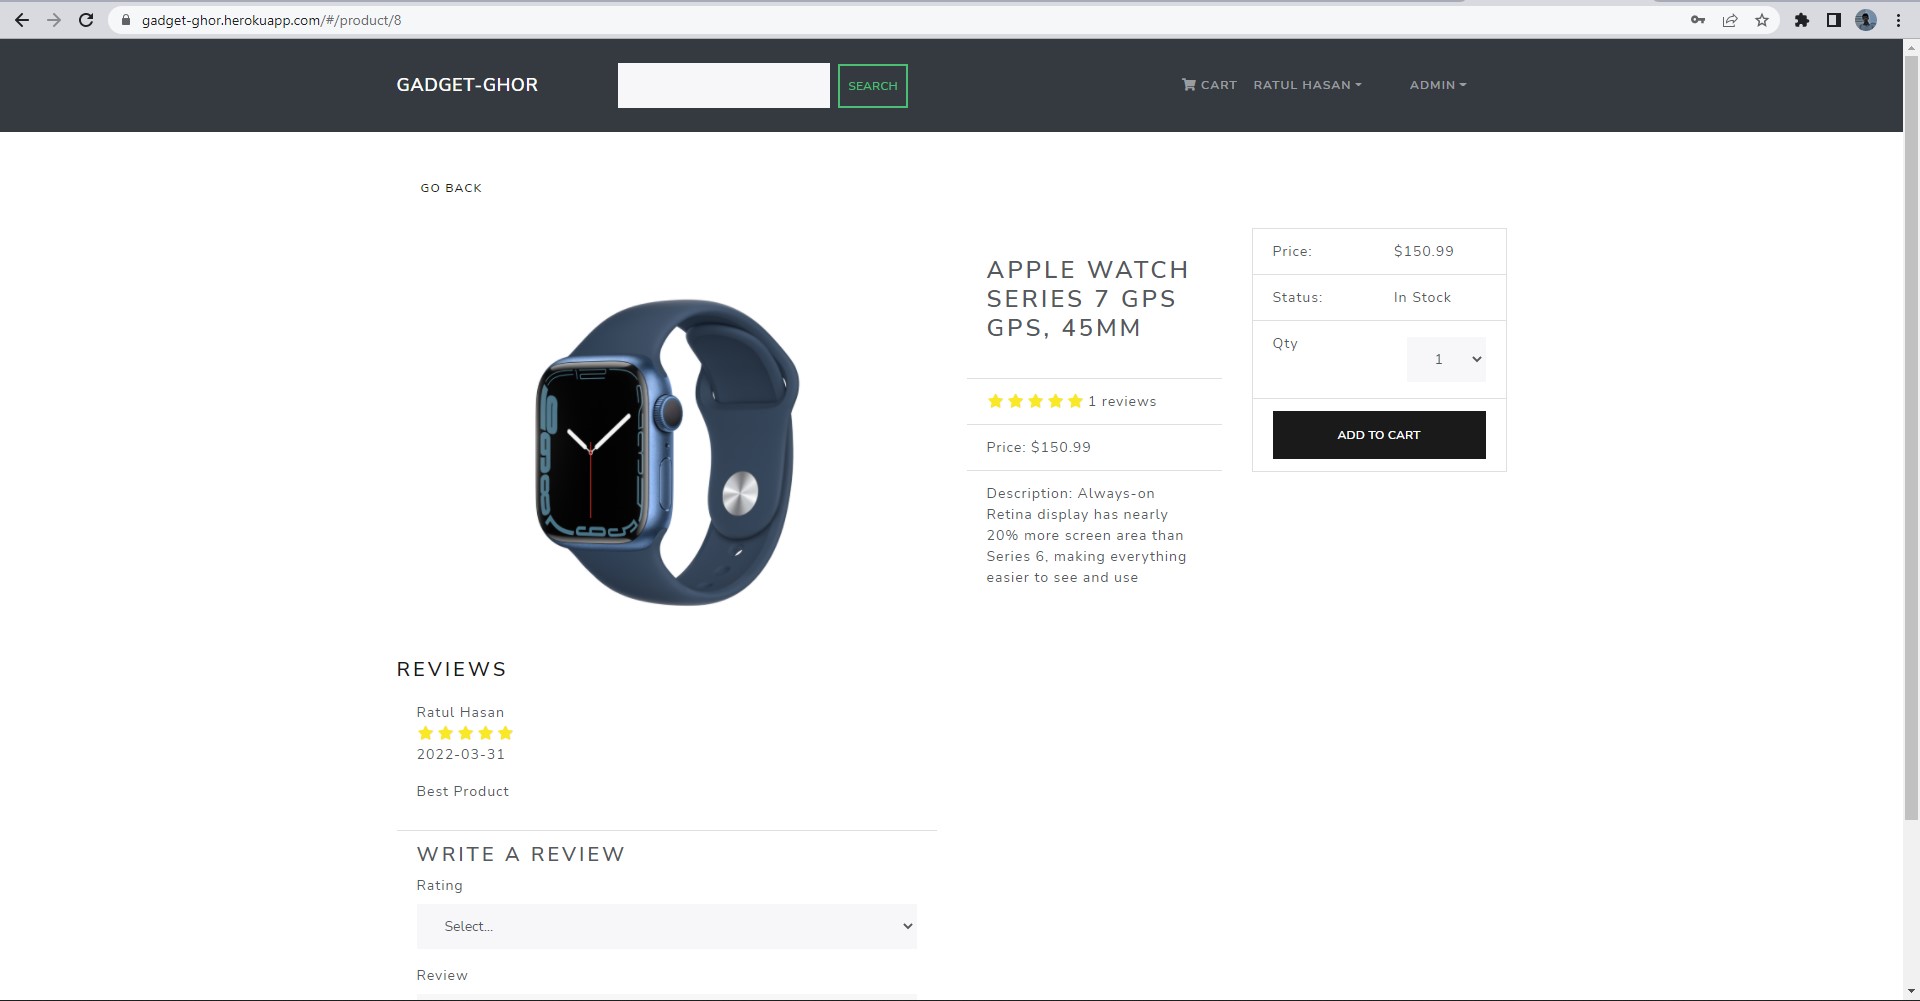 gadget-ghor.herokuapp.com/#/product/8
GADGET-GHOR
SEARCH
CART
RATUL HASAN
ADMIN
GO BACK
APPLE WATCH
SERIES 7 GPS
GPS, 45MM
1 reviews
Price: $150.99
Description: Always-on
Retina display has nearly
20% more screen area than
Series 6, making everything
easier to see and use
Price: $150.99
Status: In Stock
Qty 1
ADD TO CART
REVIEWS
Ratul Hasan
2022-03-31
Best Product
WRITE A REVIEW
Rating
Select...
Review